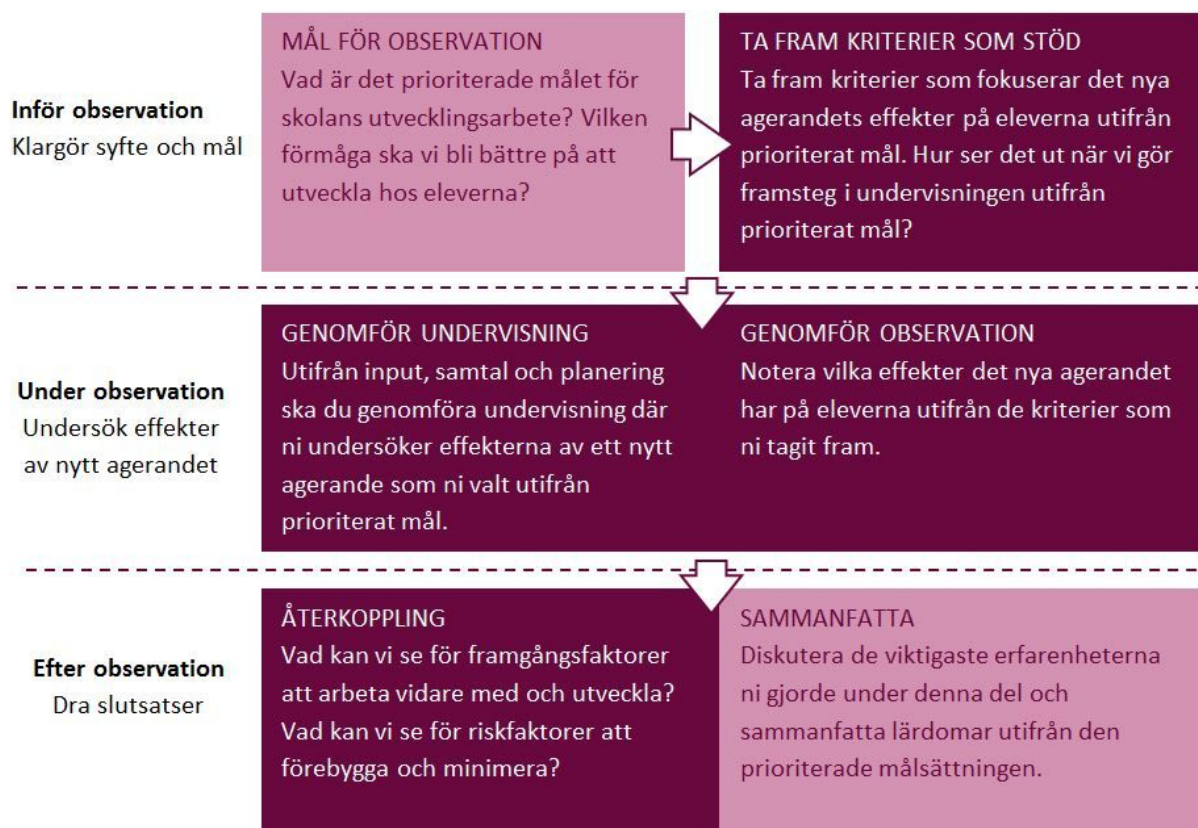 Inför observation
Klargör syfte och mål
MÅL FÖR OBSERVATION
Vad är det prioriterade målet för
skolans utvecklingsarbete? Vilken
förmåga ska vi bli bättre på att
utveckla hos eleverna?
TA FRAM KRITERIER SOM STÖD
Ta fram kriterier som fokuserar det nya
agerandets effekter på eleverna utifrån
prioriterat mål. Hur ser det ut när vi gör
framsteg i undervisningen utifrån
prioriterat mål?
Under observation
Undersök effekter
av nytt agerandet
GENOMFÖR UNDERVISNING
Utifrån input, samtal och planering
ska du genomföra undervisning där
ni undersöker effekterna av ett nytt
agerande som ni valt utifrån
prioriterat mål.
GENOMFÖR OBSERVATION
Notera vilka effekter det nya agerandet
har på eleverna utifrån de kriterier som
ni tagit fram.
Efter observation
Dra slutsatser
ÅTERKOPPLING
Vad kan vi se för framgångsfaktorer
att arbeta vidare med och utveckla?
Vad kan vi se för riskfaktorer att
förebygga och minimera?
SAMMANFATTA
Diskutera de viktigaste erfarenheterna
ni gjorde under denna del och
sammanfatta lärdomar utifrån den
prioriterade målsättningen.